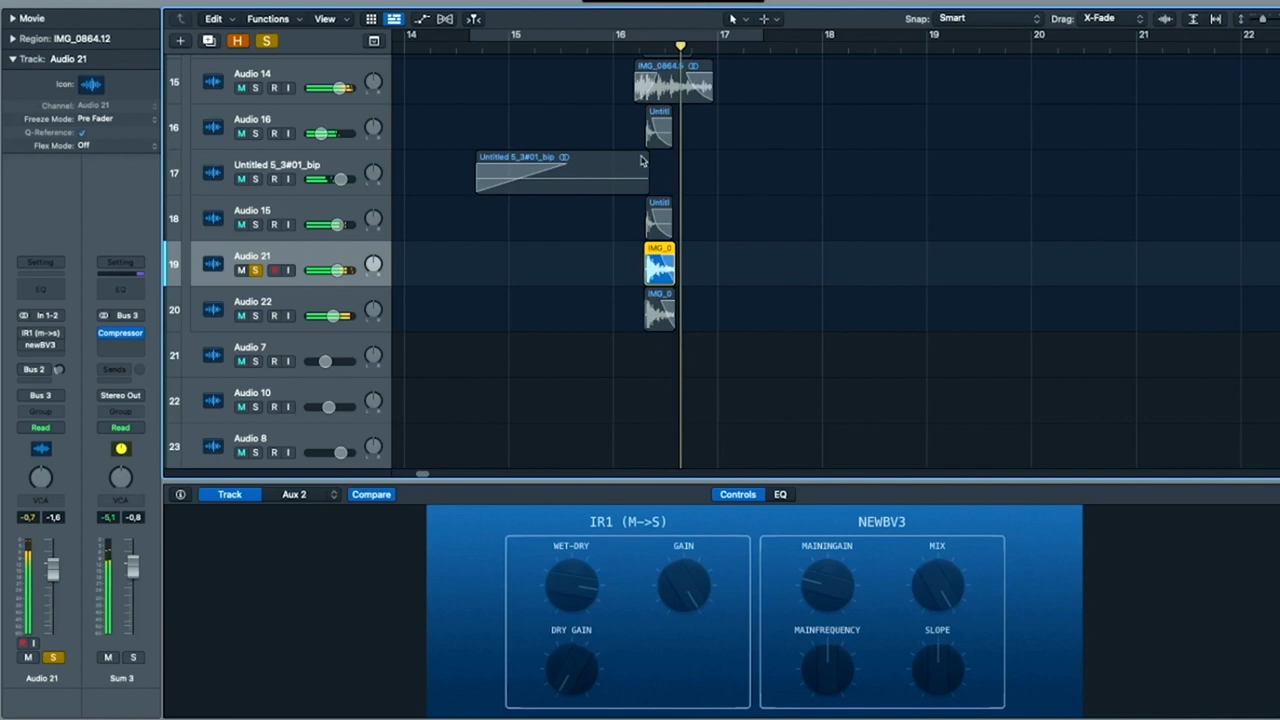 Movie
Region: IMG_0864.12
Track: Audio 21
Icon:
Channel: Audio 21
Freeze Mode: Pre Fader
Q-Reference: ✓
Flex Mode: Off
Edit Functions View Snap: Smart Drag: X-Fade
H S
14 15 16 17 18 19 20 21 22
15 Audio 14
M S R I
16 Audio 16
M S R I
17 Untitled 5_3#01_bip
M S R I
18 Audio 15
M S R I
19 Audio 21
M S R I
20 Audio 22
M S R I
21 Audio 7
M S R I
22 Audio 10
M S R I
23 Audio 8
M S R I
IMG_0864.
Untitl
Untitled 5_3#01_bip
Untitl
IMG_0
IMG_0
Setting Setting
EQ EQ
In 1-2 Bus 3
IR1 (m->s) Compressor
newBV3
Bus 2 Sends
Bus 3 Stereo Out
Group Group
Read Read
VCA VCA
-0,7 -1,6 -5,1 -0,8
I
M S M S
Audio 21 Sum 3
Track Aux 2 Compare Controls EQ
IR1 (M->S) NEWBV3
WET-DRY GAIN MAININGAIN MIX
DRY GAIN MAINFREQUENCY SLOPE